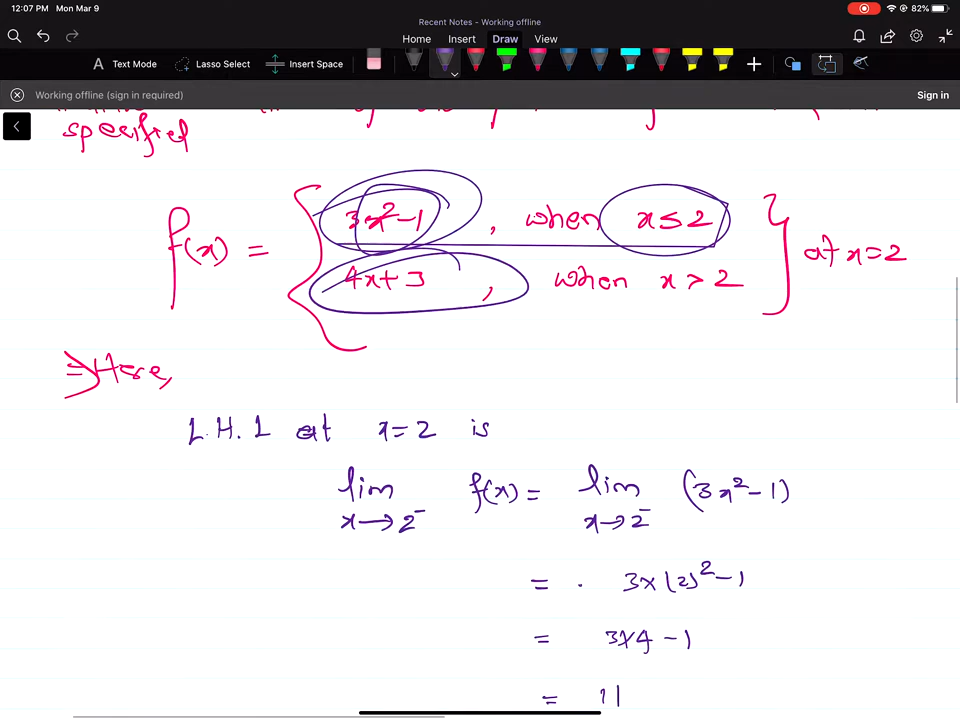 12:07 PM Mon Mar 9
82%
Recent Notes - Working offline
Home Insert Draw View
Text Mode Lasso Select Insert Space
Working offline (sign in required) Sign in
specified
f(x) = { 3x²-1 , when x ≤ 2
4x+3 , when x > 2 } at x=2
⇒ Here,
L.H.L at x=2 is
lim x→2⁻ f(x) = lim x→2⁻ (3x²-1)
= 3×(2)²-1
= 3×4-1
= 11